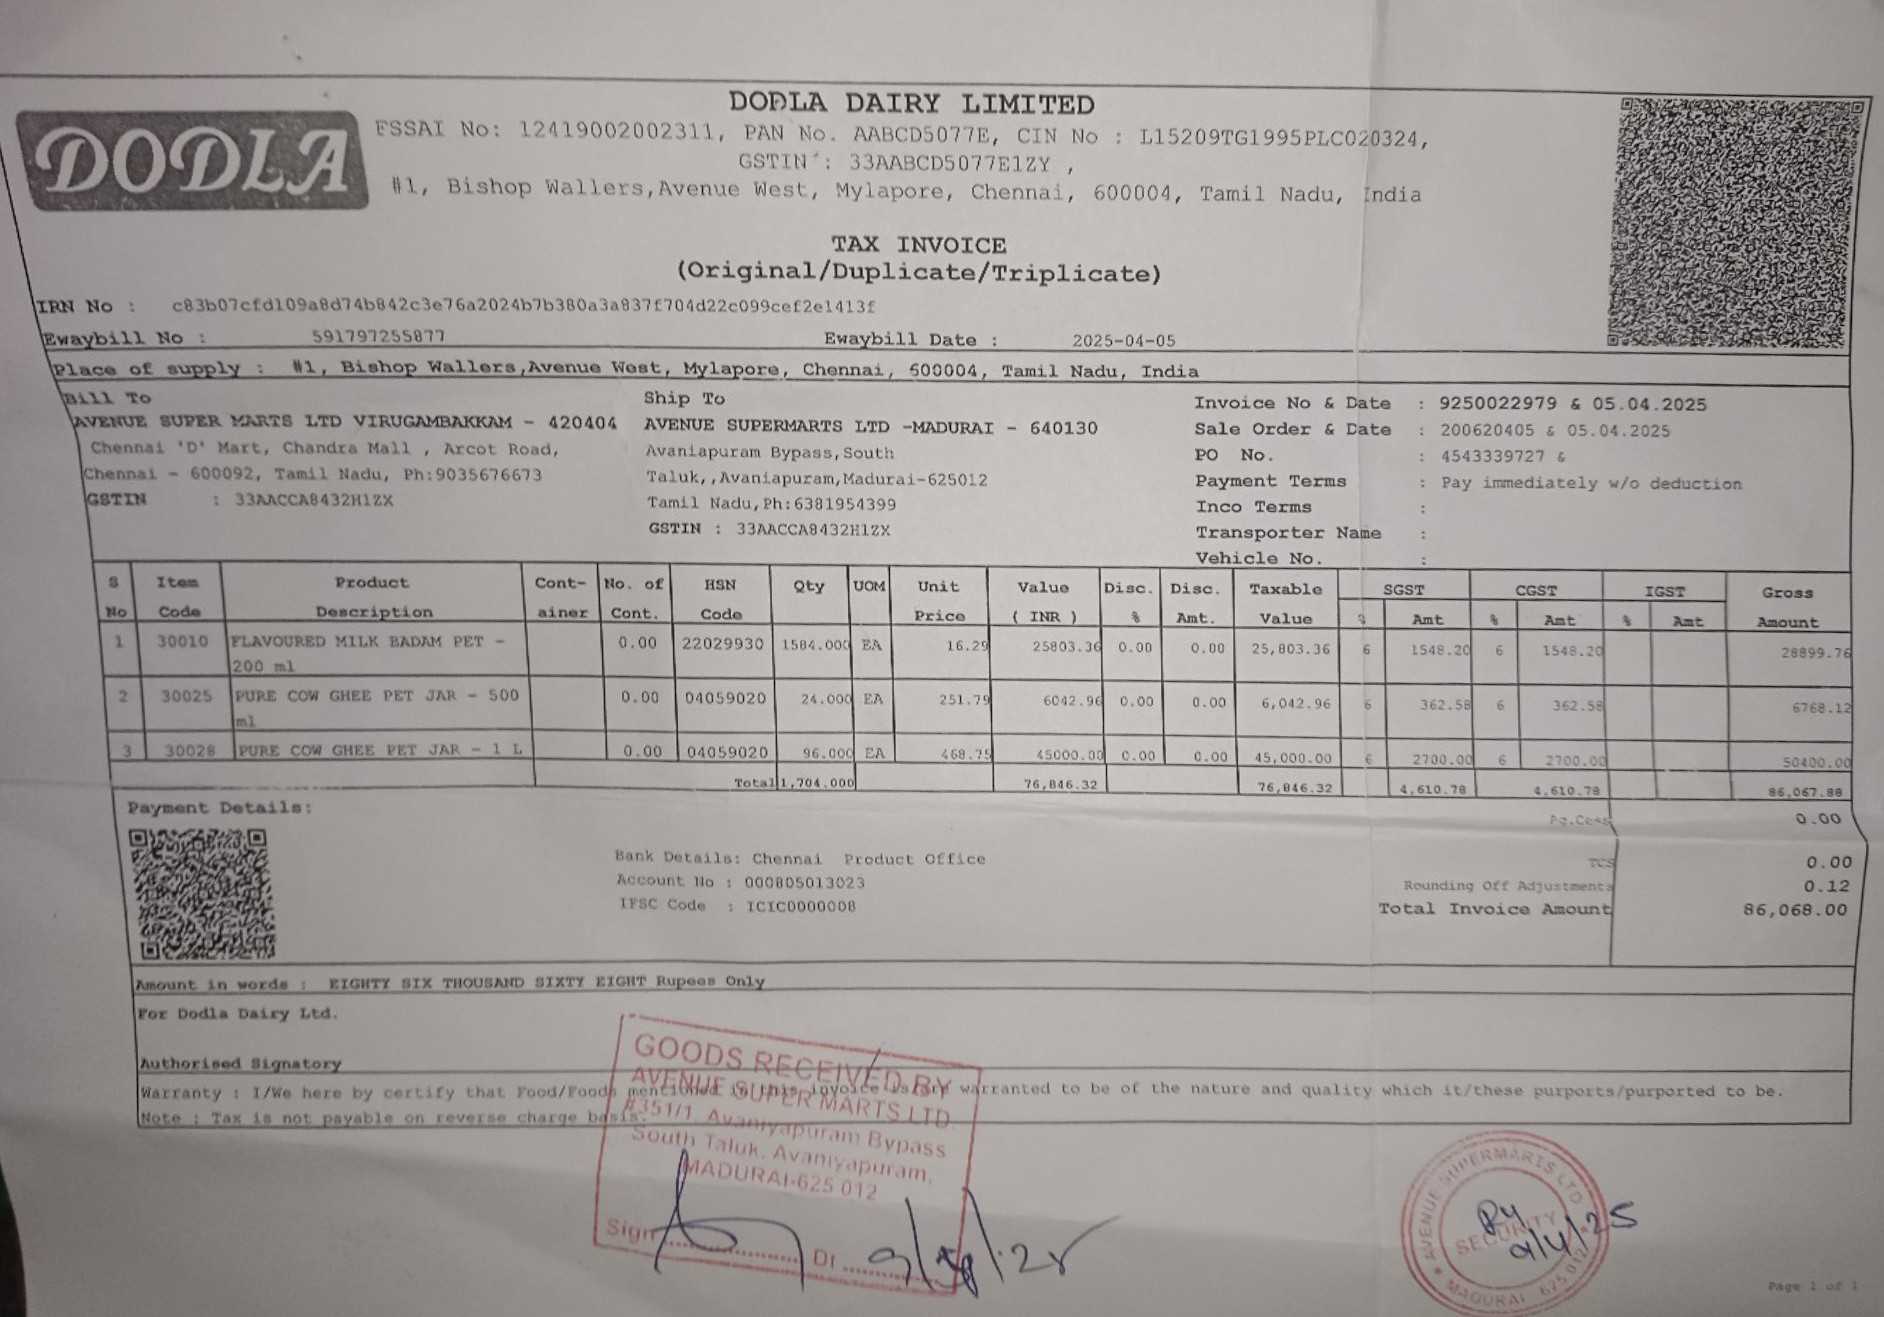 DODLA
DODLA DAIRY LIMITED
FSSAI No: 12419002002311, PAN No. AABCD5077E, CIN No : L15209TG1995PLC020324,
GSTIN : 33AABCD5077E1ZY ,
#1, Bishop Wallers,Avenue West, Mylapore, Chennai, 600004, Tamil Nadu, India
TAX INVOICE
(Original/Duplicate/Triplicate)
IRN No : c83b07cfd109a8d74b842c3e76a2024b7b380a3a837f704d22c099cef2e1413f
Ewaybill No : 591797255877 Ewaybill Date : 2025-04-05
Place of supply : #1, Bishop Wallers,Avenue West, Mylapore, Chennai, 600004, Tamil Nadu, India
Bill To
AVENUE SUPER MARTS LTD VIRUGAMBAKKAM - 420404
Chennai 'D' Mart, Chandra Mall , Arcot Road,
Chennai - 600092, Tamil Nadu, Ph:9035676673
GSTIN : 33AACCA8432H1ZX
Ship To
AVENUE SUPERMARTS LTD -MADURAI - 640130
Avaniapuram Bypass,South
Taluk,,Avaniapuram,Madurai-625012
Tamil Nadu,Ph:6381954399
GSTIN : 33AACCA8432H1ZX
Invoice No & Date : 9250022979 & 05.04.2025
Sale Order & Date : 200620405 & 05.04.2025
PO No. : 4543339727 &
Payment Terms : Pay immediately w/o deduction
Inco Terms :
Transporter Name :
Vehicle No. :
S No Item Code Product Description Cont-ainer No. of Cont. HSN Code Qty UOM Unit Price Value ( INR ) Disc. % Disc. Amt. Taxable Value SGST % Amt CGST % Amt IGST % Amt Gross Amount
1 30010 FLAVOURED MILK BADAM PET - 0.00 22029930 1584.000 EA 16.29 25803.36 0.00 0.00 25,803.36 6 1548.20 6 1548.20 28899.76
200 ml
2 30025 PURE COW GHEE PET JAR - 500 0.00 04059020 24.000 EA 251.79 6042.96 0.00 0.00 6,042.96 6 362.58 6 362.58 6768.12
ml
3 30028 PURE COW GHEE PET JAR - 1 L 0.00 04059020 96.000 EA 468.75 45000.00 0.00 0.00 45,000.00 6 2700.00 6 2700.00 50400.00
Total 1,704.000 76,846.32 76,846.32 4,610.78 4,610.78 86,067.88
Payment Details:
Bank Details: Chennai Product Office
Account No : 000805013023
IFSC Code : ICIC0000008
0.00
TCS 0.00
Rounding Off Adjustments 0.12
Total Invoice Amount 86,068.00
Amount in words : EIGHTY SIX THOUSAND SIXTY EIGHT Rupees Only
For Dodla Dairy Ltd.
Authorised Signatory
Warranty : I/We here by certify that Food/Foods mentioned in this invoice is/are warranted to be of the nature and quality which it/these purports/purported to be.
Note : Tax is not payable on reverse charge basis.
GOODS RECEIVED BY
AVENUE SUPER MARTS LTD.
#351/1, Avaniyapuram Bypass
South Taluk, Avaniyapuram,
MADURAI-625 012
Sign Dt
AVENUE SUPERMARTS LTD.
SECURITY
9/4/25
MADURAI 625 012
Page 1 of 1